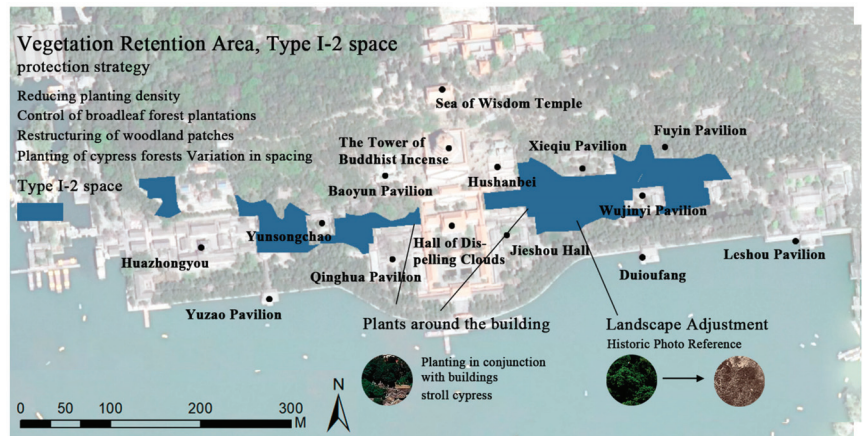 Vegetation Retention Area, Type I-2 space
protection strategy
Reducing planting density
Control of broadleaf forest plantations
Restructuring of woodland patches
Planting of cypress forests Variation in spacing
Type I-2 space
Sea of Wisdom Temple
The Tower of
Buddhist Incense
Baoyun Pavilion
Hushanbei
Xieqiu Pavilion
Fuyin Pavilion
Wujinyi Pavilion
Yunsongchao
Huazhongyou
Hall of Dis-
pelling Clouds
Jieshou Hall
Qinghua Pavilion
Duioufang
Leshou Pavilion
Yuzao Pavilion
Plants around the building
Planting in conjunction
with buildings
stroll cypress
Landscape Adjustment
Historic Photo Reference
N
0 50 100 200 300
M